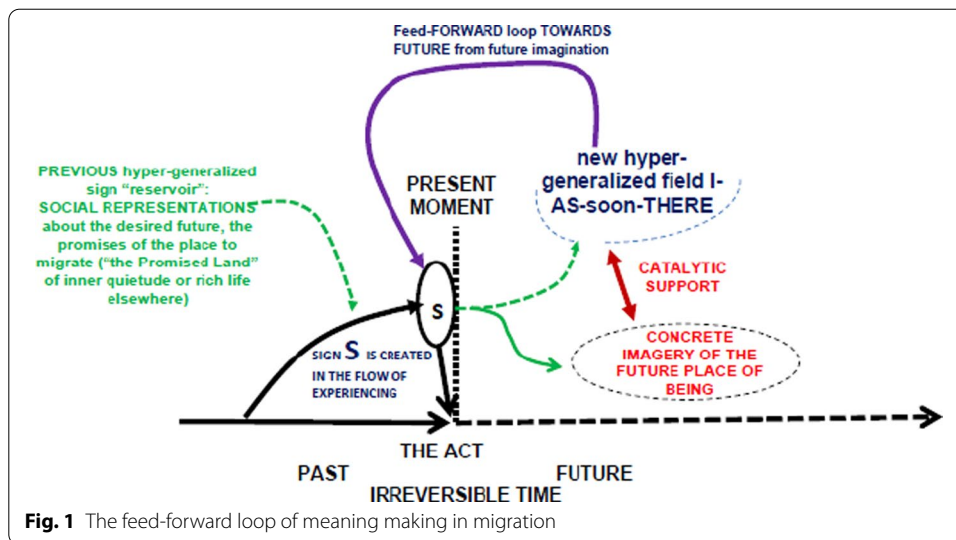 Feed-FORWARD loop TOWARDS
FUTURE from future imagination
PREVIOUS hyper-generalized
sign "reservoir":
SOCIAL REPRESENTATIONS
about the desired future, the
promises of the place to
migrate ("the Promised Land"
of inner quietude or rich life
elsewhere)
PRESENT
MOMENT
new hyper-
generalized field I-
AS-soon-THERE
CATALYTIC
SUPPORT
S
SIGN S IS CREATED
IN THE FLOW OF
EXPERIENCING
CONCRETE
IMAGERY OF THE
FUTURE PLACE OF
BEING
THE ACT
PAST
FUTURE
IRREVERSIBLE TIME
Fig. 1 The feed-forward loop of meaning making in migration